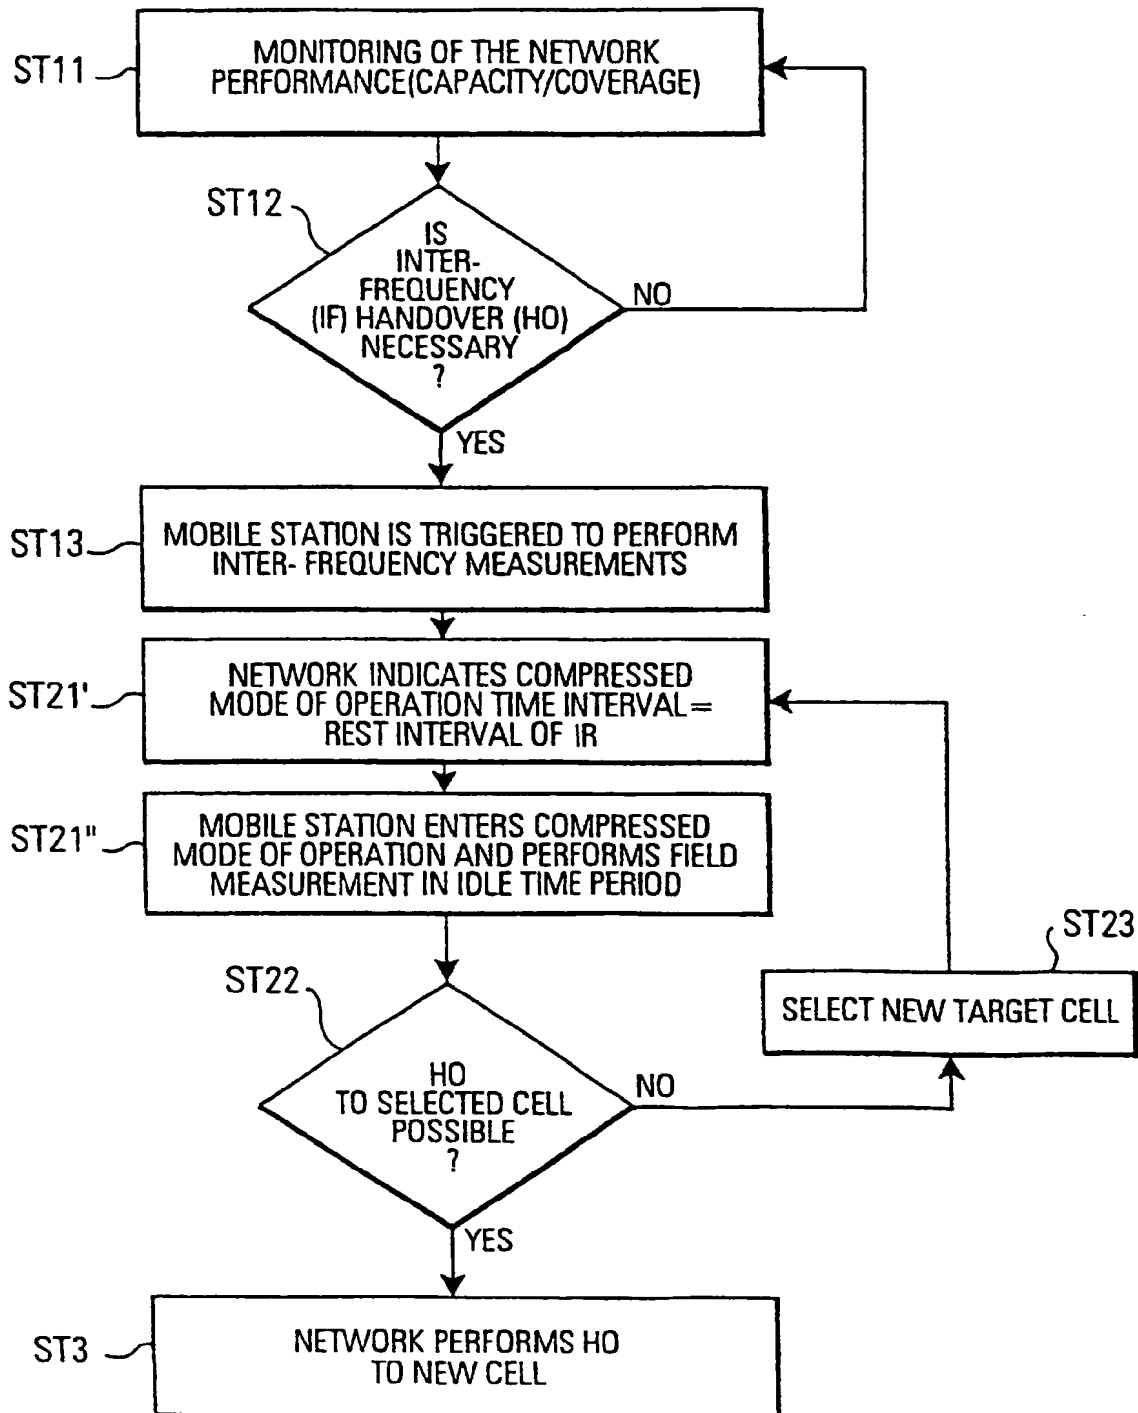 ST11
MONITORING OF THE NETWORK
PERFORMANCE(CAPACITY/COVERAGE)
ST12
IS
INTER-
FREQUENCY
(IF) HANDOVER (HO)
NECESSARY
?
NO
YES
ST13
MOBILE STATION IS TRIGGERED TO PERFORM
INTER- FREQUENCY MEASUREMENTS
ST21'
NETWORK INDICATES COMPRESSED
MODE OF OPERATION TIME INTERVAL=
REST INTERVAL OF IR
ST21"
MOBILE STATION ENTERS COMPRESSED
MODE OF OPERATION AND PERFORMS FIELD
MEASUREMENT IN IDLE TIME PERIOD
ST22
HO
TO SELECTED CELL
POSSIBLE
?
NO
ST23
SELECT NEW TARGET CELL
YES
ST3
NETWORK PERFORMS HO
TO NEW CELL